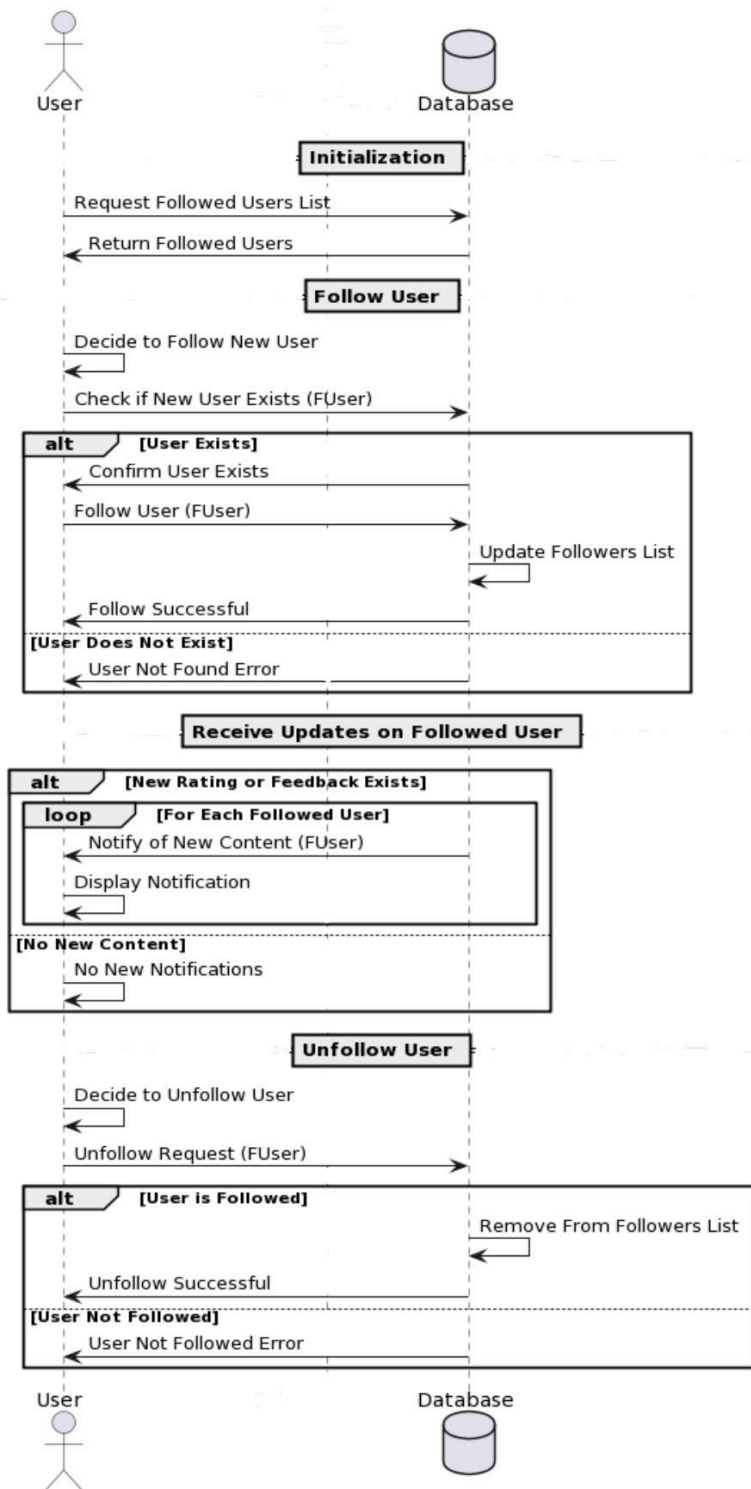 User
Database
Initialization
Request Followed Users List
Return Followed Users
Follow User
Decide to Follow New User
Check if New User Exists (FUser)
alt [User Exists]
Confirm User Exists
Follow User (FUser)
Update Followers List
Follow Successful
[User Does Not Exist]
User Not Found Error
Receive Updates on Followed User
alt [New Rating or Feedback Exists]
loop [For Each Followed User]
Notify of New Content (FUser)
Display Notification
[No New Content]
No New Notifications
Unfollow User
Decide to Unfollow User
Unfollow Request (FUser)
alt [User is Followed]
Remove From Followers List
Unfollow Successful
[User Not Followed]
User Not Followed Error
User
Database